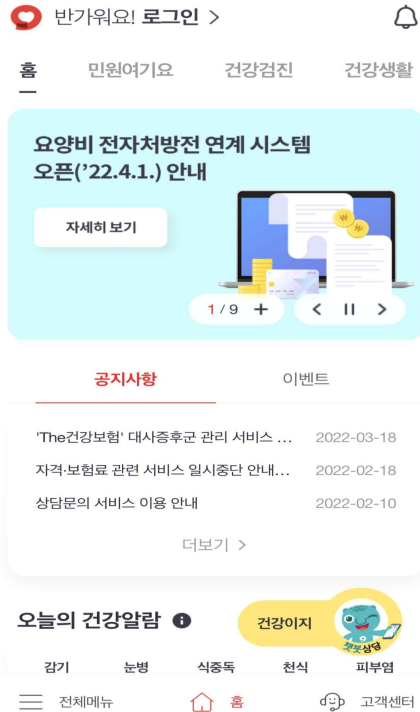 반가워요! 로그인 >
홈 민원여기요 건강검진 건강생활
요양비 전자처방전 연계 시스템
오픈('22.4.1.) 안내
자세히 보기
1 / 9 +
공지사항 이벤트
'The건강보험' 대사증후군 관리 서비스 ... 2022-03-18
자격·보험료 관련 서비스 일시중단 안내... 2022-02-18
상담문의 서비스 이용 안내 2022-02-10
더보기 >
오늘의 건강알람 건강이지
챗봇상담
감기 눈병 식중독 천식 피부염
전체메뉴 홈 고객센터